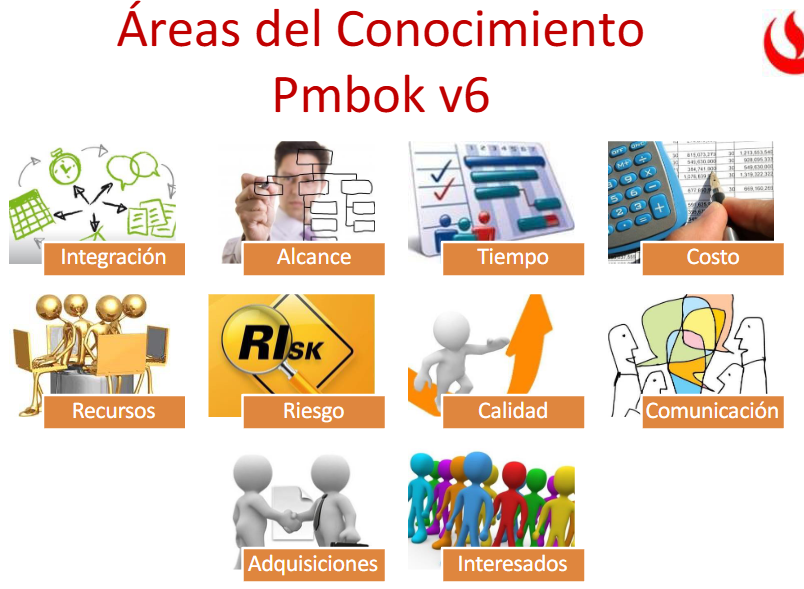 Áreas del Conocimiento
Pmbok v6
Integración
Alcance
Tiempo
Costo
Recursos
RISK
Riesgo
Calidad
Comunicación
Adquisiciones
Interesados